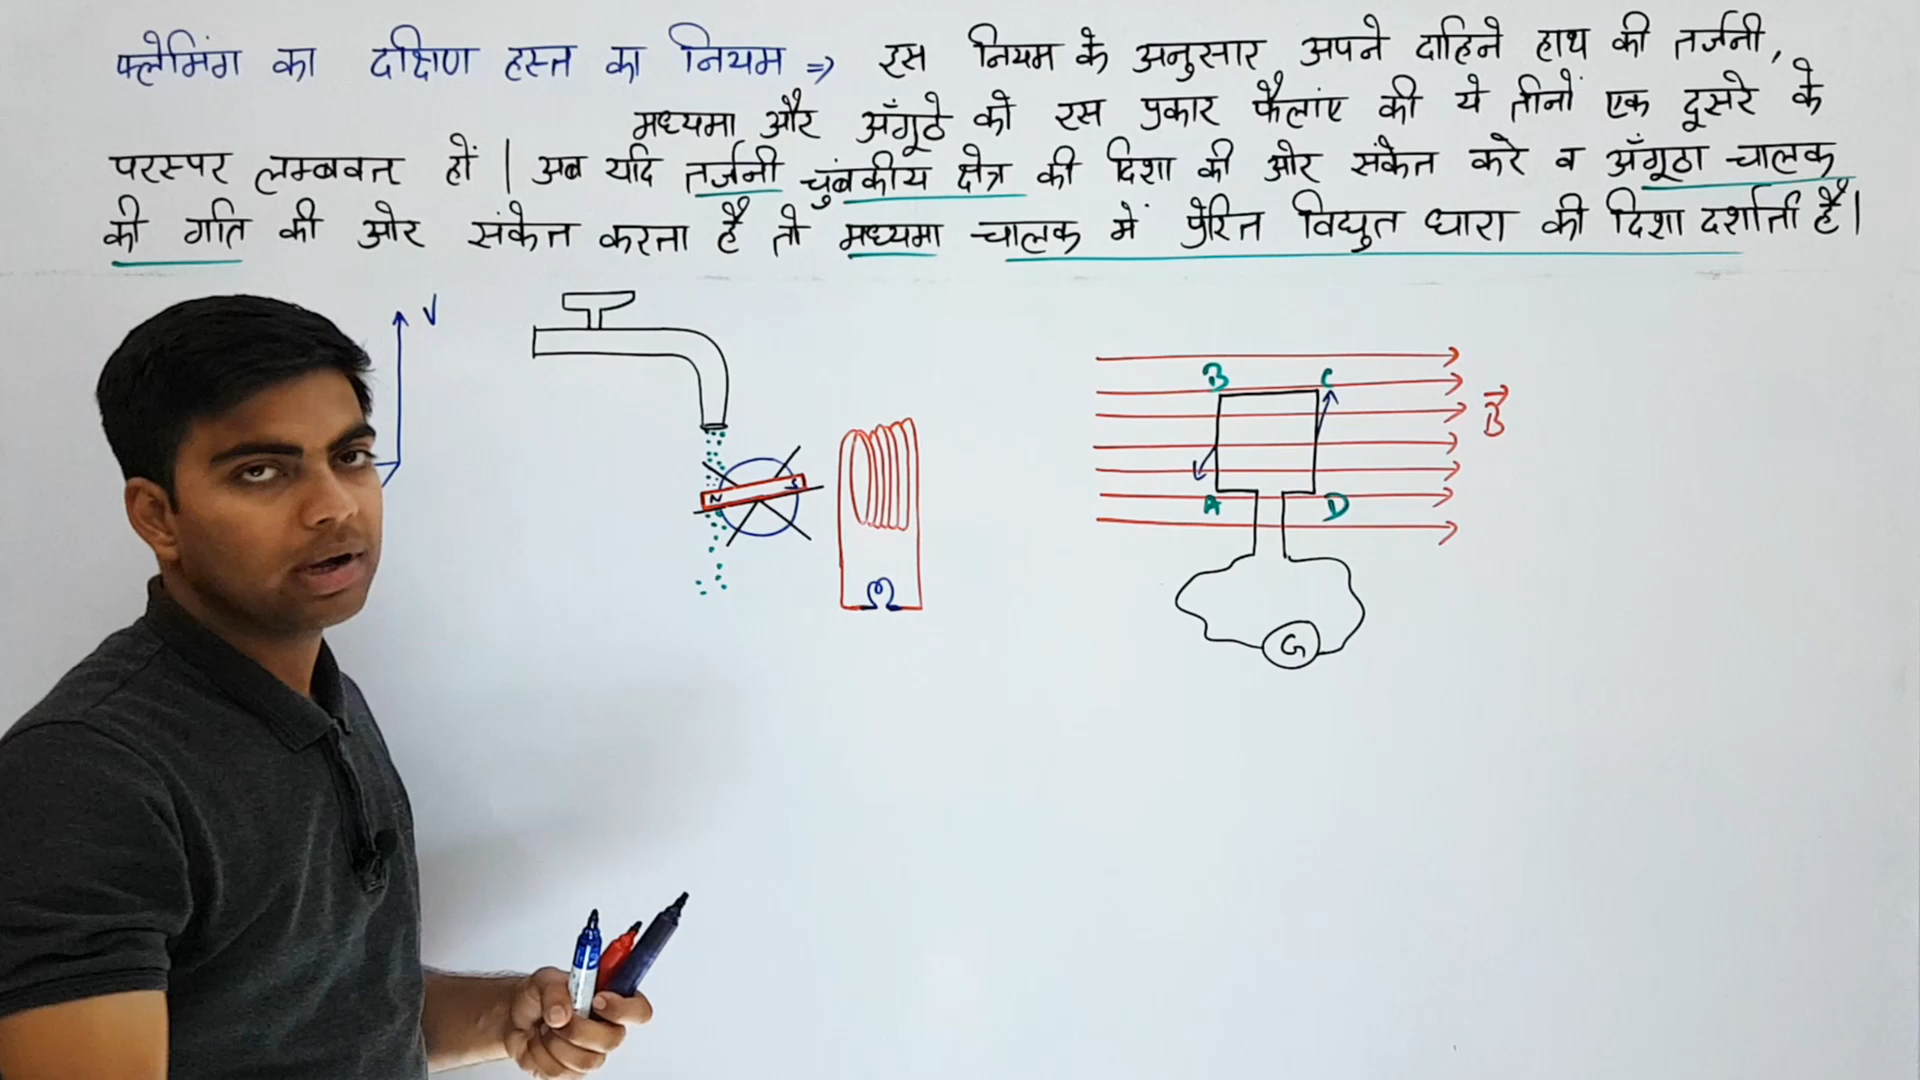 फ्लेमिंग का दक्षिण हस्त का नियम ⇒ इस नियम के अनुसार अपने दाहिने हाथ की तर्जनी,
मध्यमा और अँगूठे को इस प्रकार फैलांए की ये तीनों एक दूसरे के
परस्पर लम्बवत हों | अब यदि तर्जनी चुंबकीय क्षेत्र की दिशा की ओर संकेत करे व अँगूठा चालक
की गति की ओर संकेत करता है तो मध्यमा चालक में प्रेरित विद्युत धारा की दिशा दर्शाती है |
V
N S
B C
B
A D
G